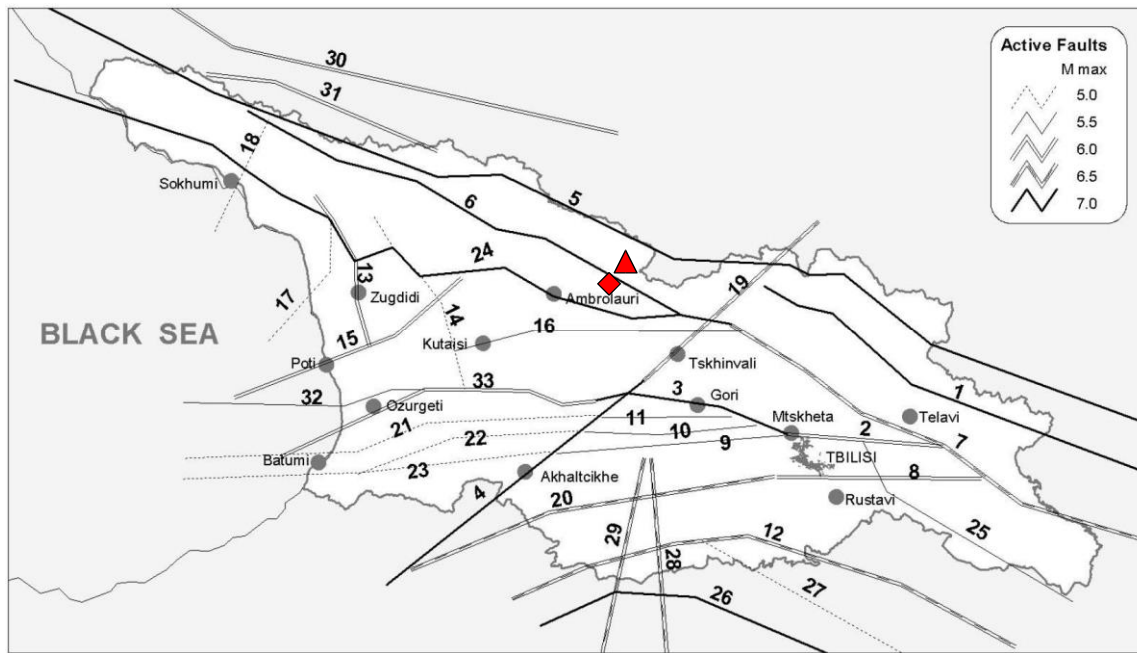 30
Active Faults
M max
31
5.0
5.5
18
6.0
6.5
Sokhumi
5
7.0
6
24
19
13
Zugdidi
Ambrolauri
17
14
16
BLACK SEA
15
Kutaisi
Poti
Tskhinvali
33
3
1
32
Gori
Ozurgeti
Telavi
11
Mtskheta
21
10
2
7
22
9
Batumi
TBILISI
23
8
Akhaltcikhe
4
20
Rustavi
25
29
12
28
27
26